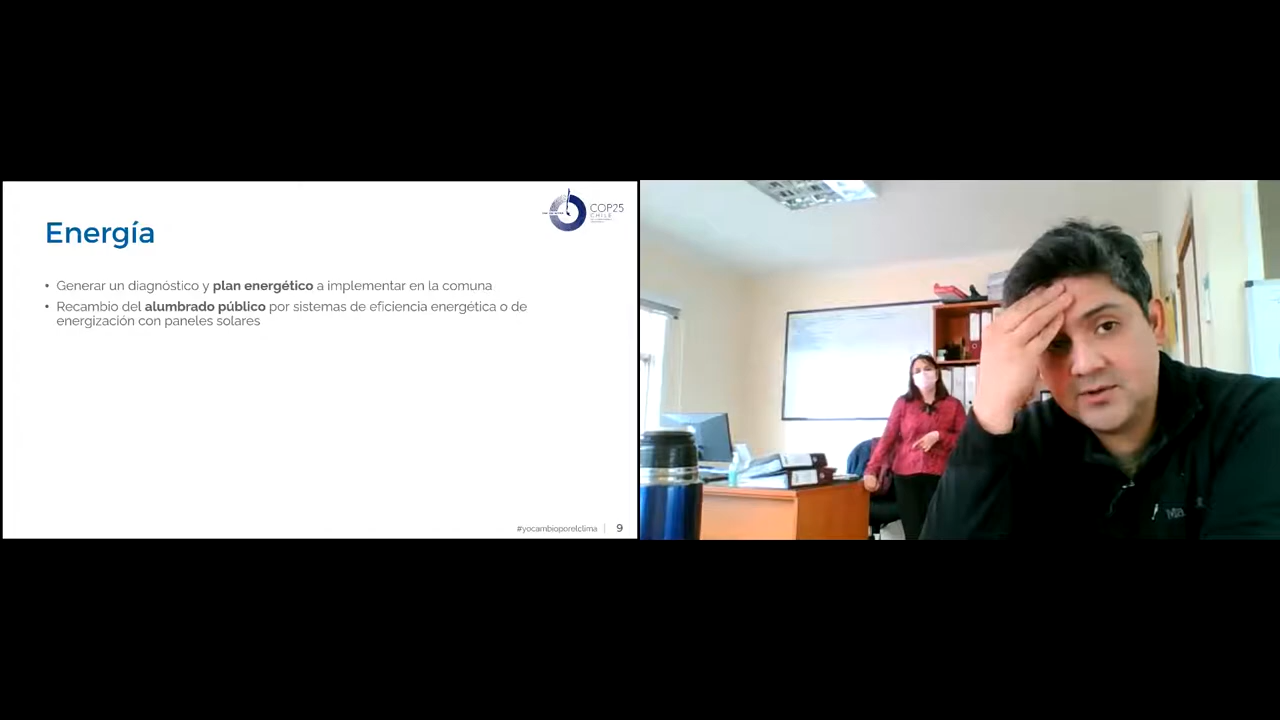 COP25
CHILE
Energía
• Generar un diagnóstico y plan energético a implementar en la comuna
• Recambio del alumbrado público por sistemas de eficiencia energética o de
energización con paneles solares
#yocambioporelclima | 9